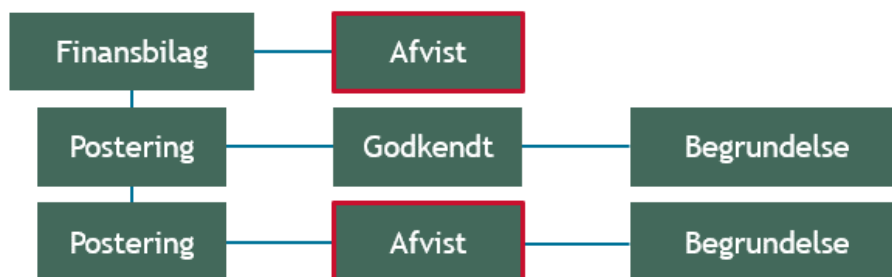 Finansbilag Afvist
Postering Godkendt Begrundelse
Postering Afvist Begrundelse